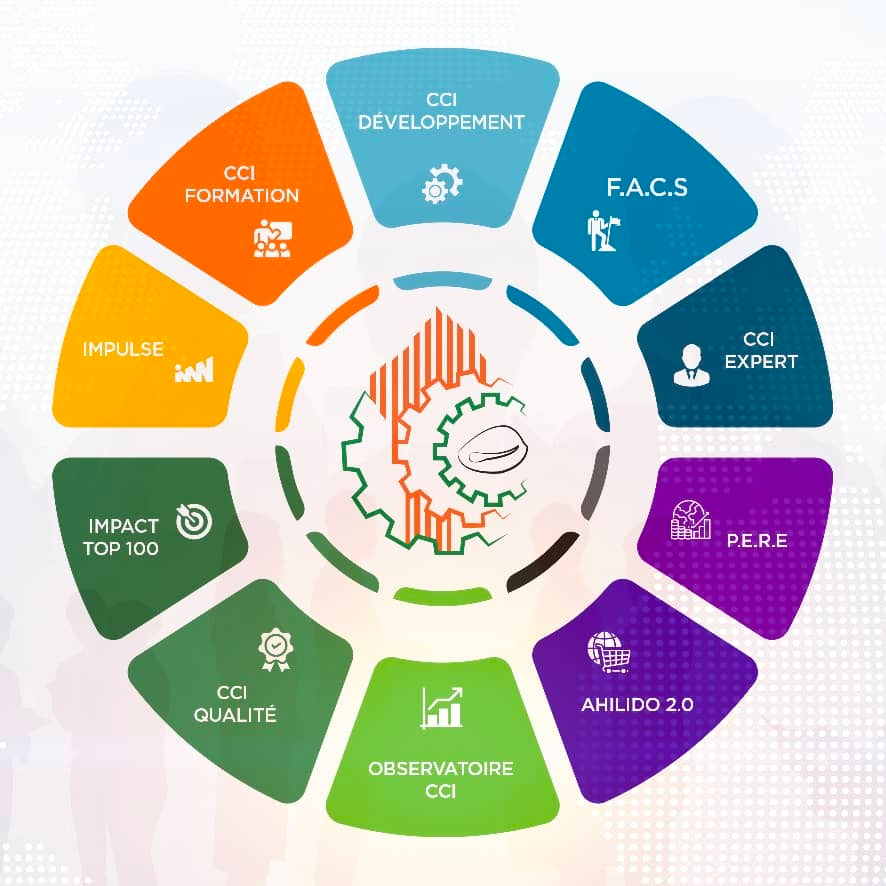 CCI
DÉVELOPPEMENT
F.A.C.S
CCI
EXPERT
P.E.R.E
AHILIDO 2.0
OBSERVATOIRE
CCI
CCI
QUALITÉ
IMPACT
TOP 100
IMPULSE
CCI
FORMATION